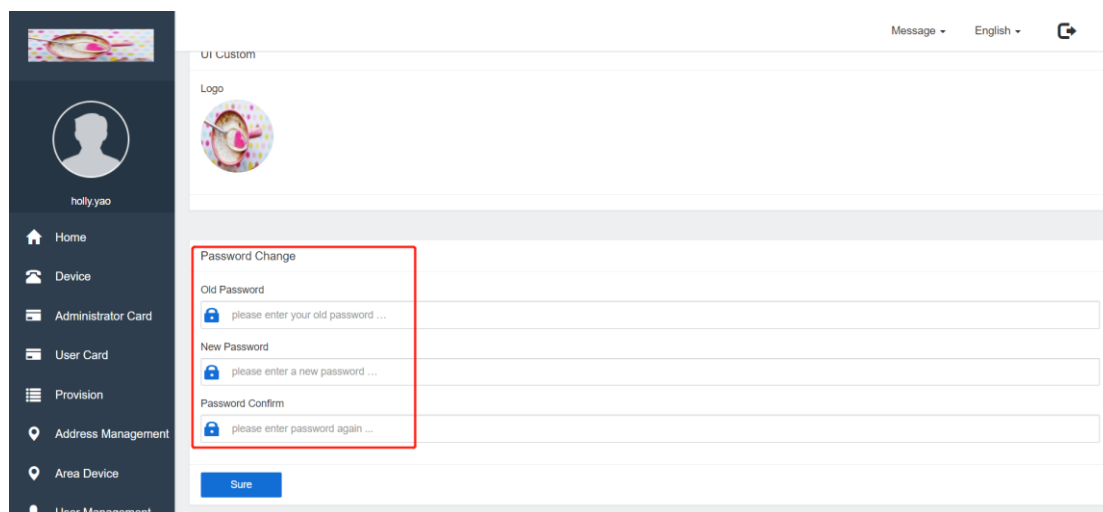 Message
English
UI Custom
Logo
holly.yao
Home
Device
Administrator Card
User Card
Provision
Address Management
Area Device
User Management
Password Change
Old Password
please enter your old password ...
New Password
please enter a new password ...
Password Confirm
please enter password again ...
Sure